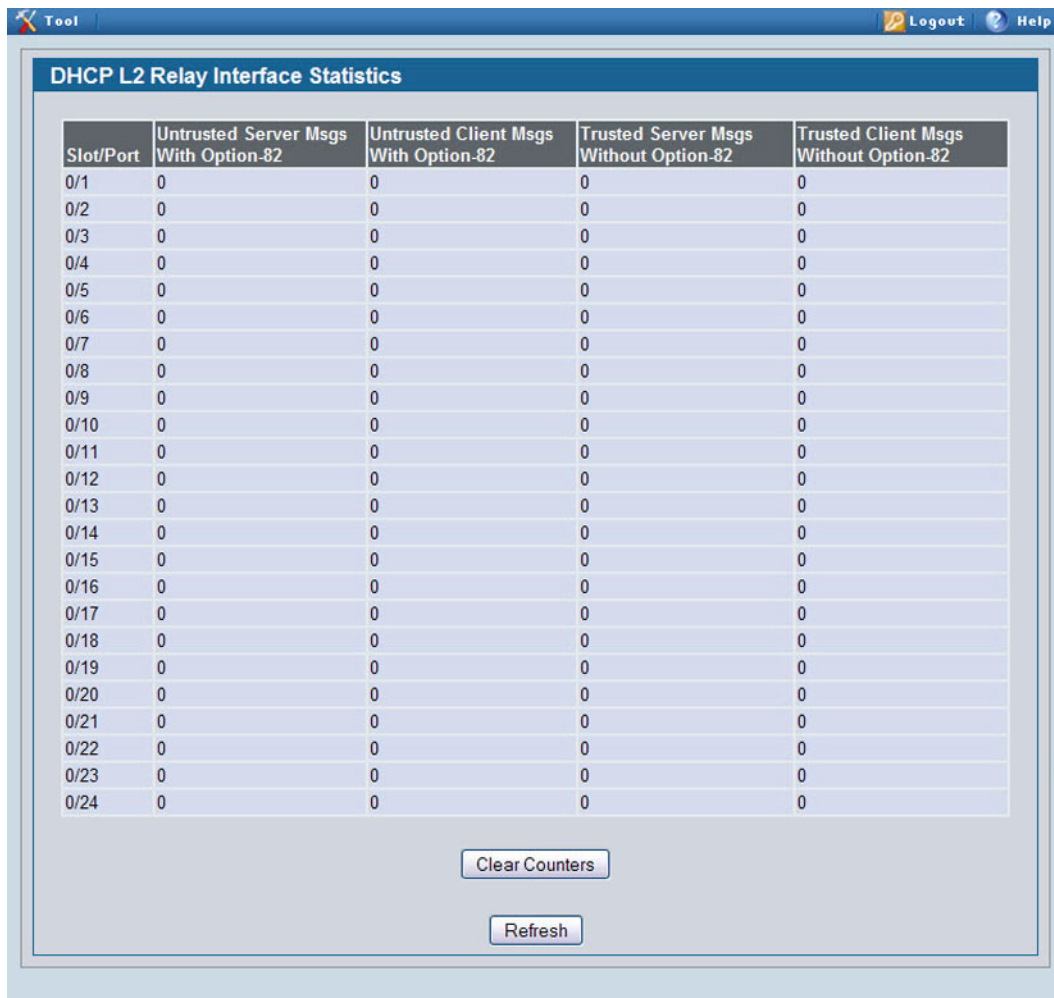 Tool Logout Help
DHCP L2 Relay Interface Statistics
Slot/Port Untrusted Server Msgs With Option-82 Untrusted Client Msgs With Option-82 Trusted Server Msgs Without Option-82 Trusted Client Msgs Without Option-82
0/1 0 0 0 0
0/2 0 0 0 0
0/3 0 0 0 0
0/4 0 0 0 0
0/5 0 0 0 0
0/6 0 0 0 0
0/7 0 0 0 0
0/8 0 0 0 0
0/9 0 0 0 0
0/10 0 0 0 0
0/11 0 0 0 0
0/12 0 0 0 0
0/13 0 0 0 0
0/14 0 0 0 0
0/15 0 0 0 0
0/16 0 0 0 0
0/17 0 0 0 0
0/18 0 0 0 0
0/19 0 0 0 0
0/20 0 0 0 0
0/21 0 0 0 0
0/22 0 0 0 0
0/23 0 0 0 0
0/24 0 0 0 0
Clear Counters
Refresh